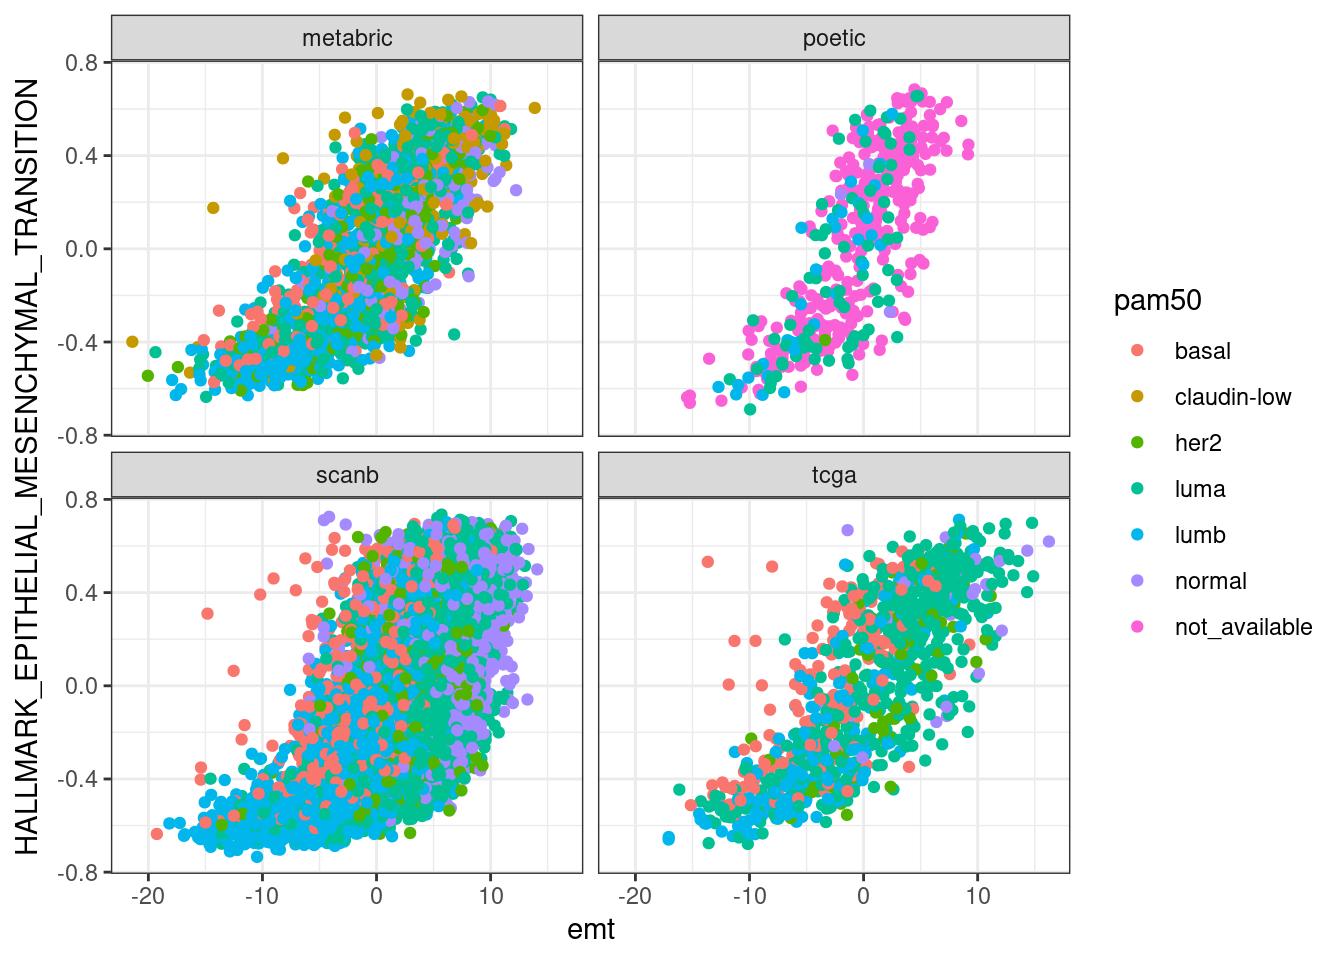 metabric
poetic
0.8
0.4
0.0
-0.4
-0.8
HALLMARK_EPITHELIAL_MESENCHYMAL_TRANSITION
scanb
tcga
0.8
0.4
0.0
-0.4
-0.8
-20
-10
0
10
-20
-10
0
10
emt
pam50
basal
claudin-low
her2
luma
lumb
normal
not_available